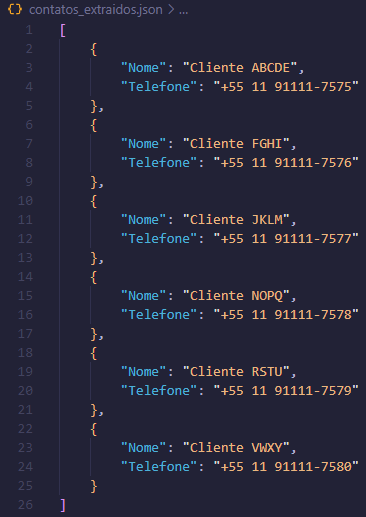 {} contatos_extraidos.json > ...
1 [
2 {
3 "Nome": "Cliente ABCDE",
4 "Telefone": "+55 11 91111-7575"
5 },
6 {
7 "Nome": "Cliente FGHI",
8 "Telefone": "+55 11 91111-7576"
9 },
10 {
11 "Nome": "Cliente JKLM",
12 "Telefone": "+55 11 91111-7577"
13 },
14 {
15 "Nome": "Cliente NOPQ",
16 "Telefone": "+55 11 91111-7578"
17 },
18 {
19 "Nome": "Cliente RSTU",
20 "Telefone": "+55 11 91111-7579"
21 },
22 {
23 "Nome": "Cliente VWXY",
24 "Telefone": "+55 11 91111-7580"
25 }
26 ]